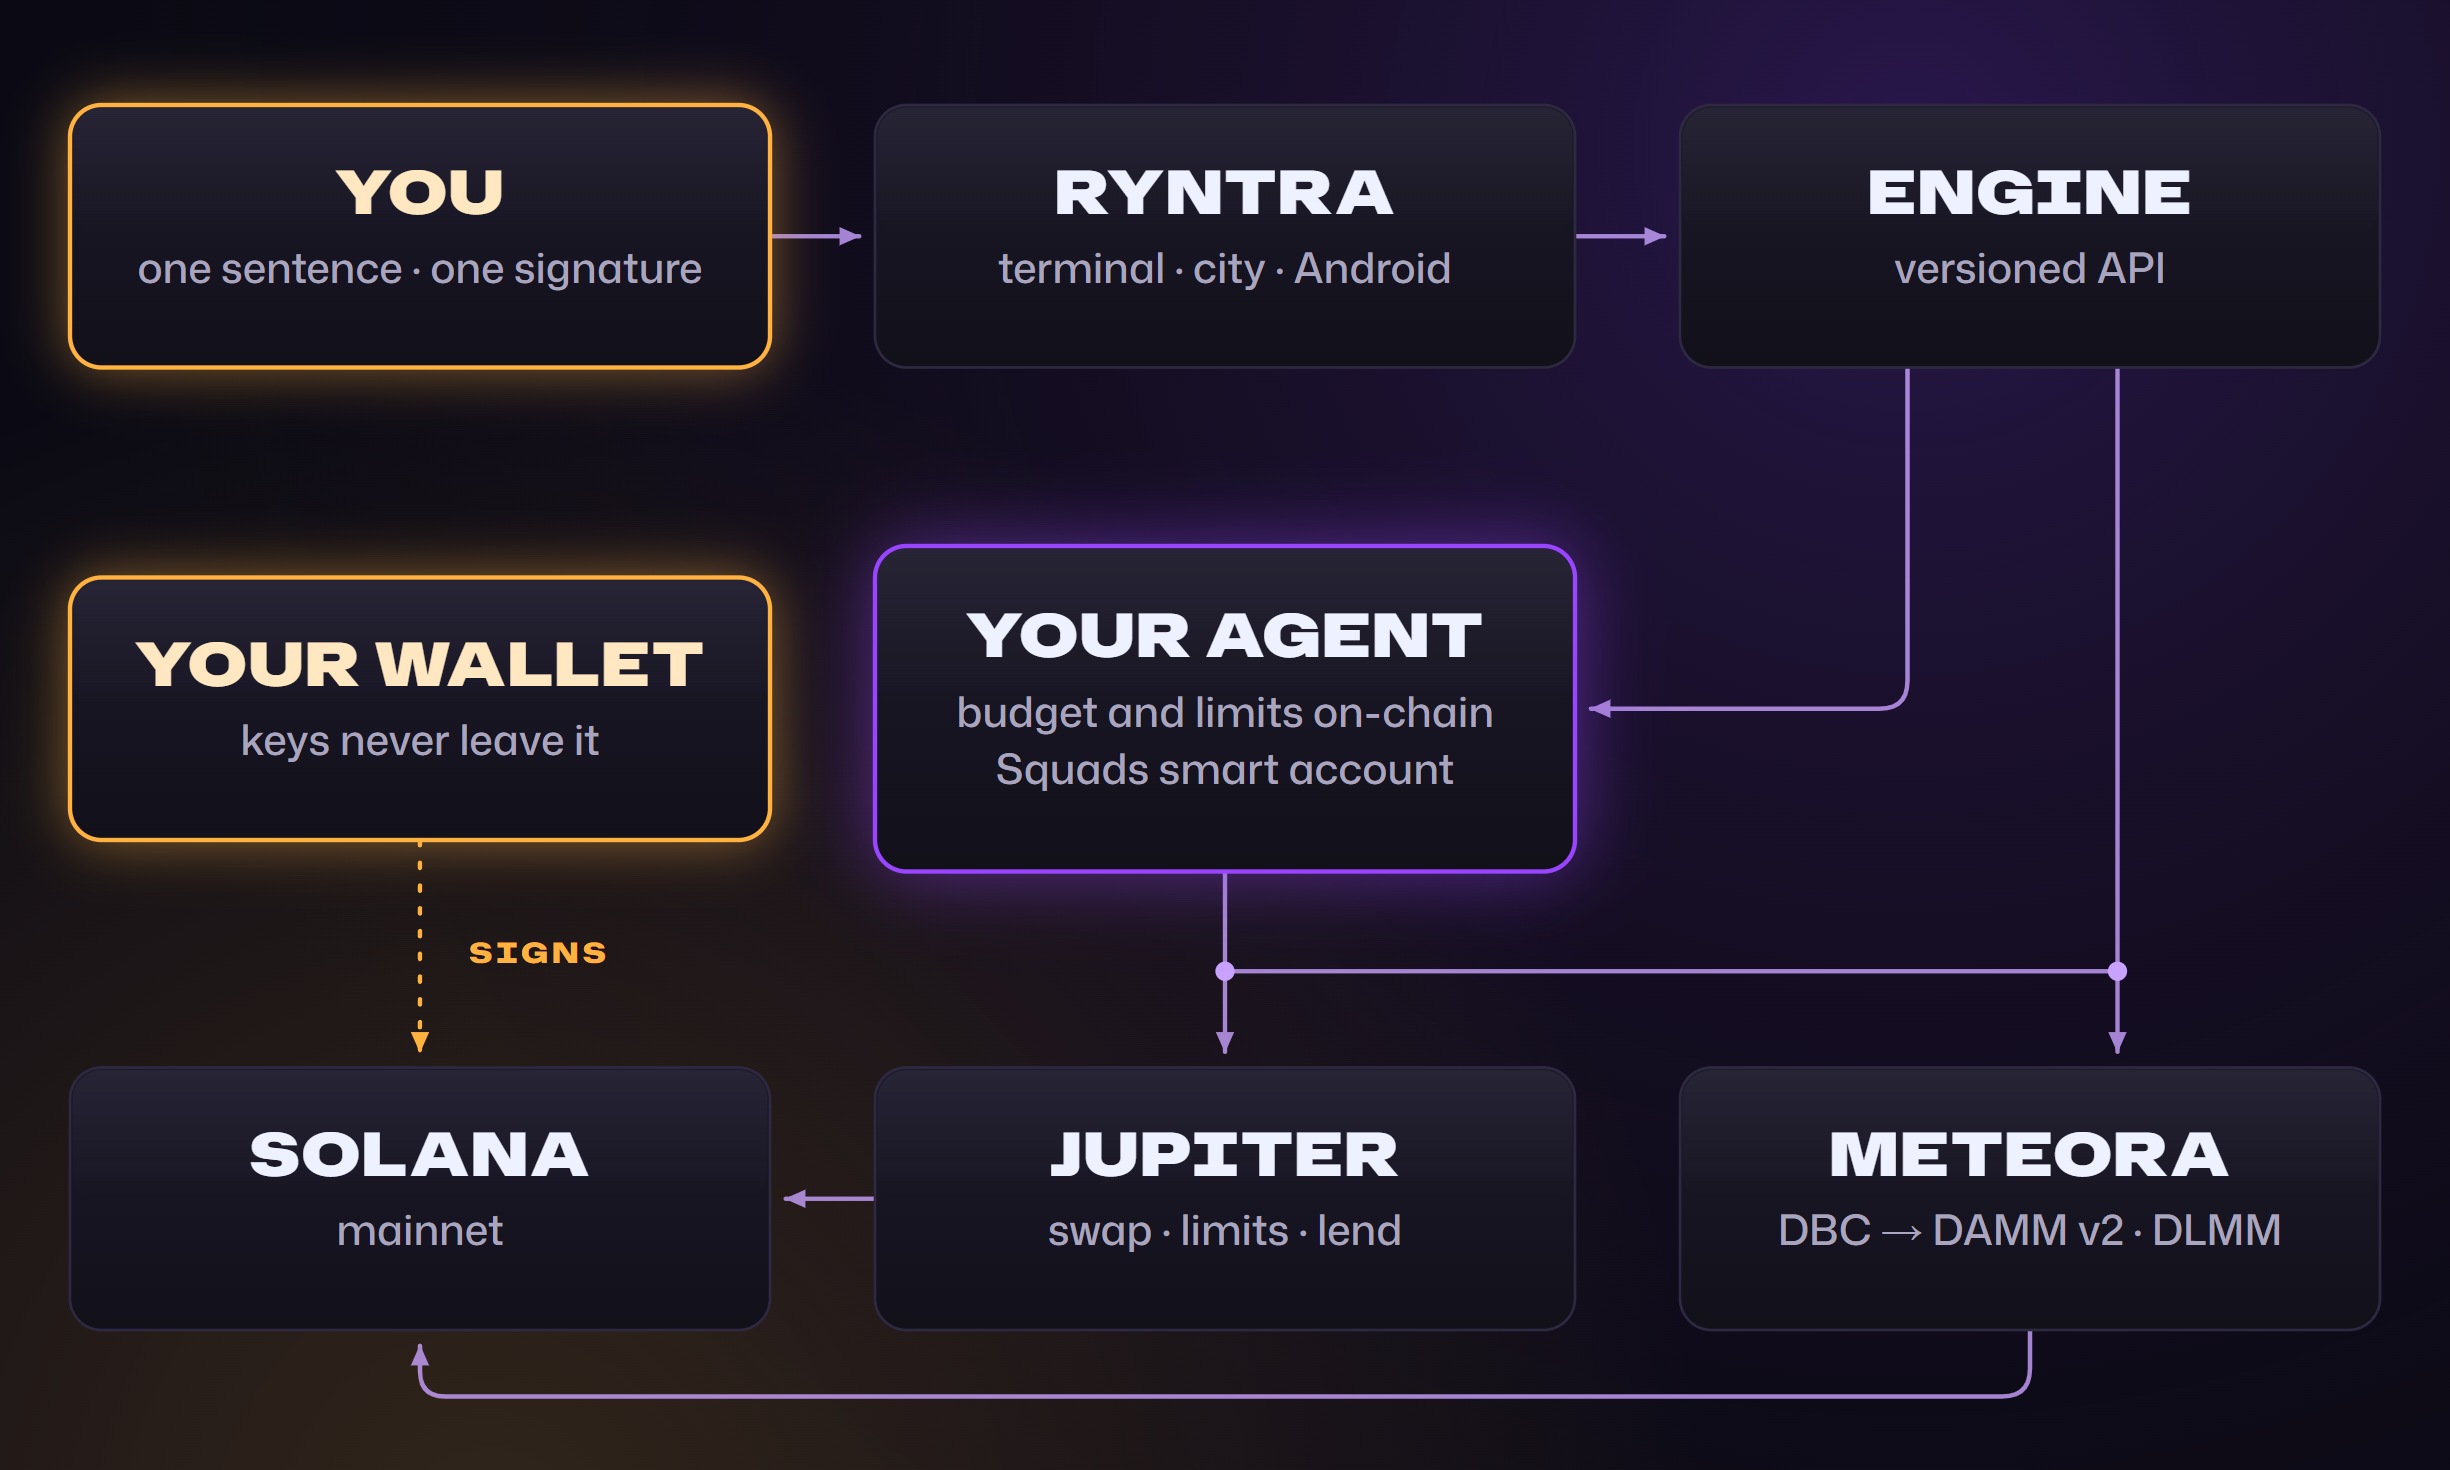 YOU
one sentence · one signature
RYNTRA
terminal · city · Android
ENGINE
versioned API
YOUR WALLET
keys never leave it
YOUR AGENT
budget and limits on-chain
Squads smart account
SIGNS
SOLANA
mainnet
JUPITER
swap · limits · lend
METEORA
DBC → DAMM v2 · DLMM